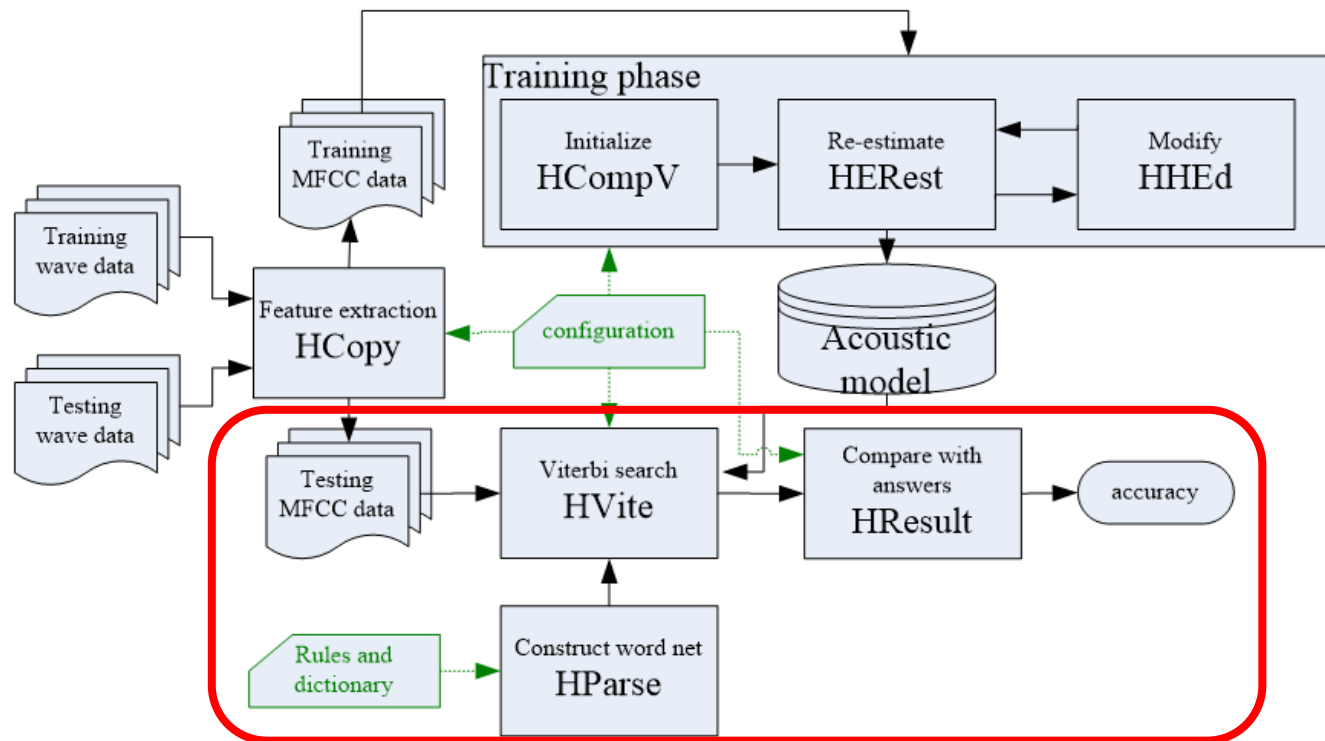 Training phase
Initialize
HCompV
Re-estimate
HERest
Modify
HHEd
Training
MFCC data
Training
wave data
Feature extraction
HCopy
configuration
Acoustic
model
Testing
wave data
Testing
MFCC data
Viterbi search
HVite
Compare with
answers
HResult
accuracy
Rules and
dictionary
Construct word net
HParse